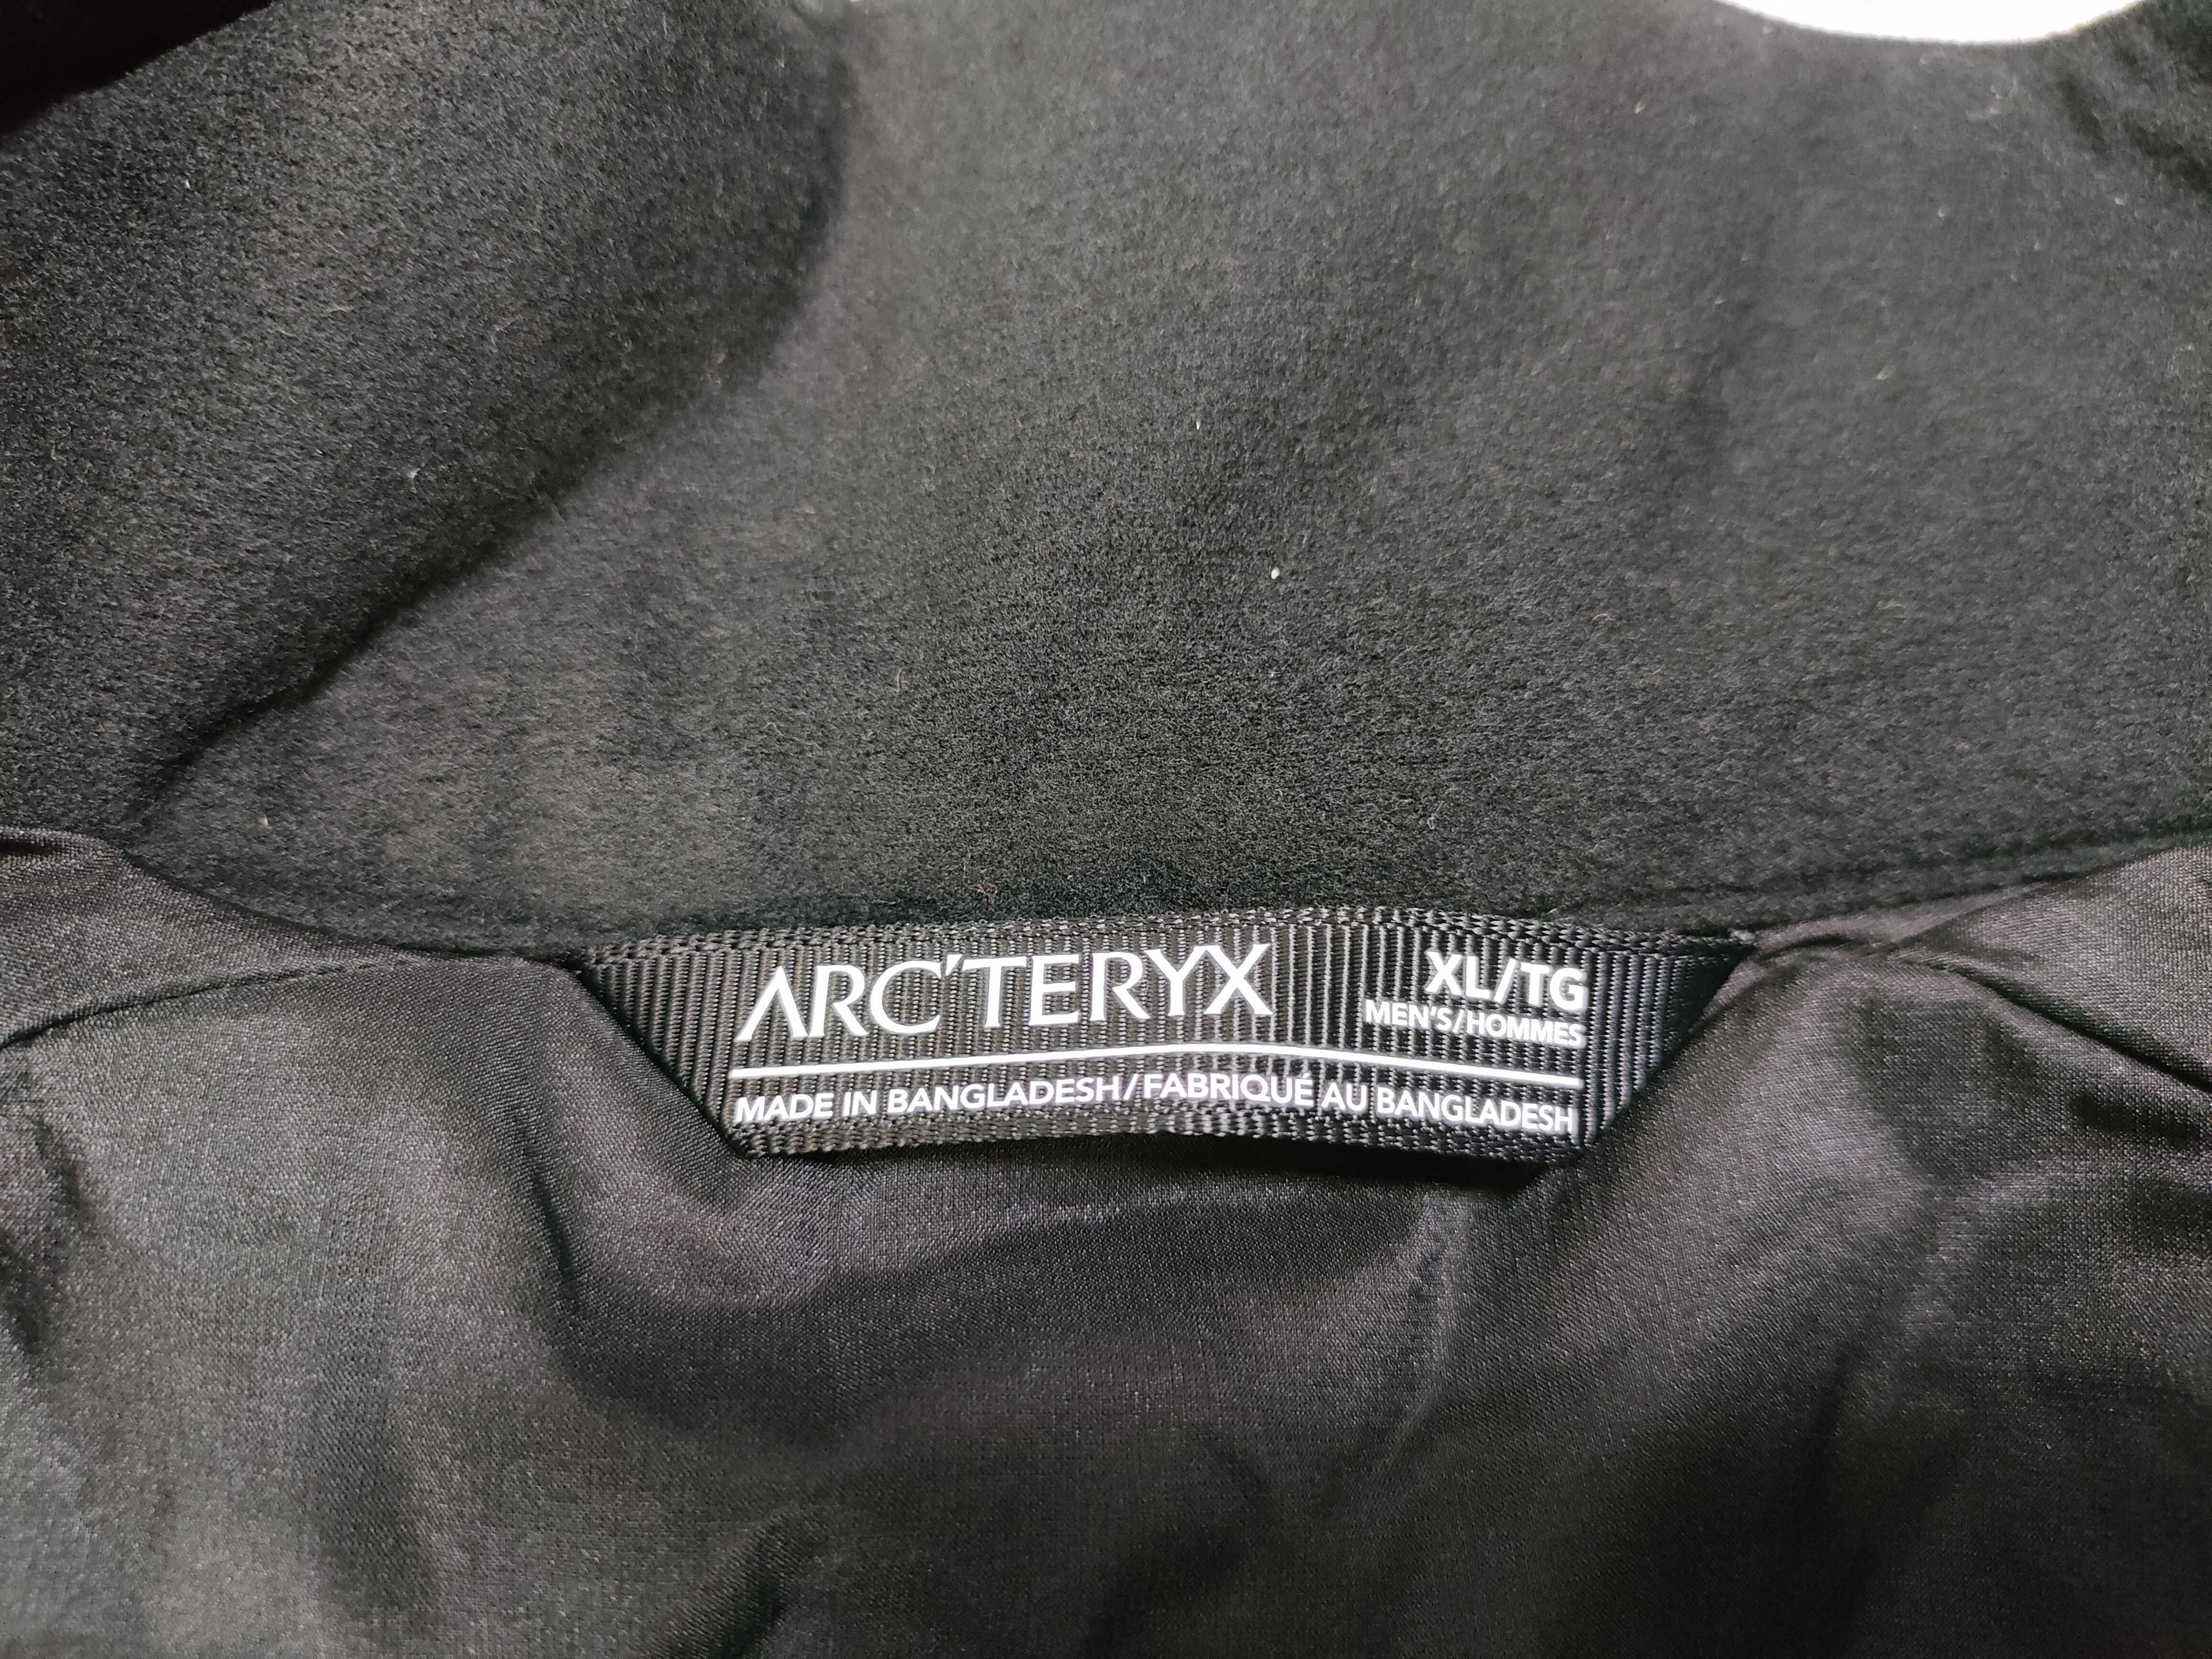 ARC'TERYX
XL/TG
MEN'S/HOMMES
MADE IN BANGLADESH/FABRIQUÉ AU BANGLADESH